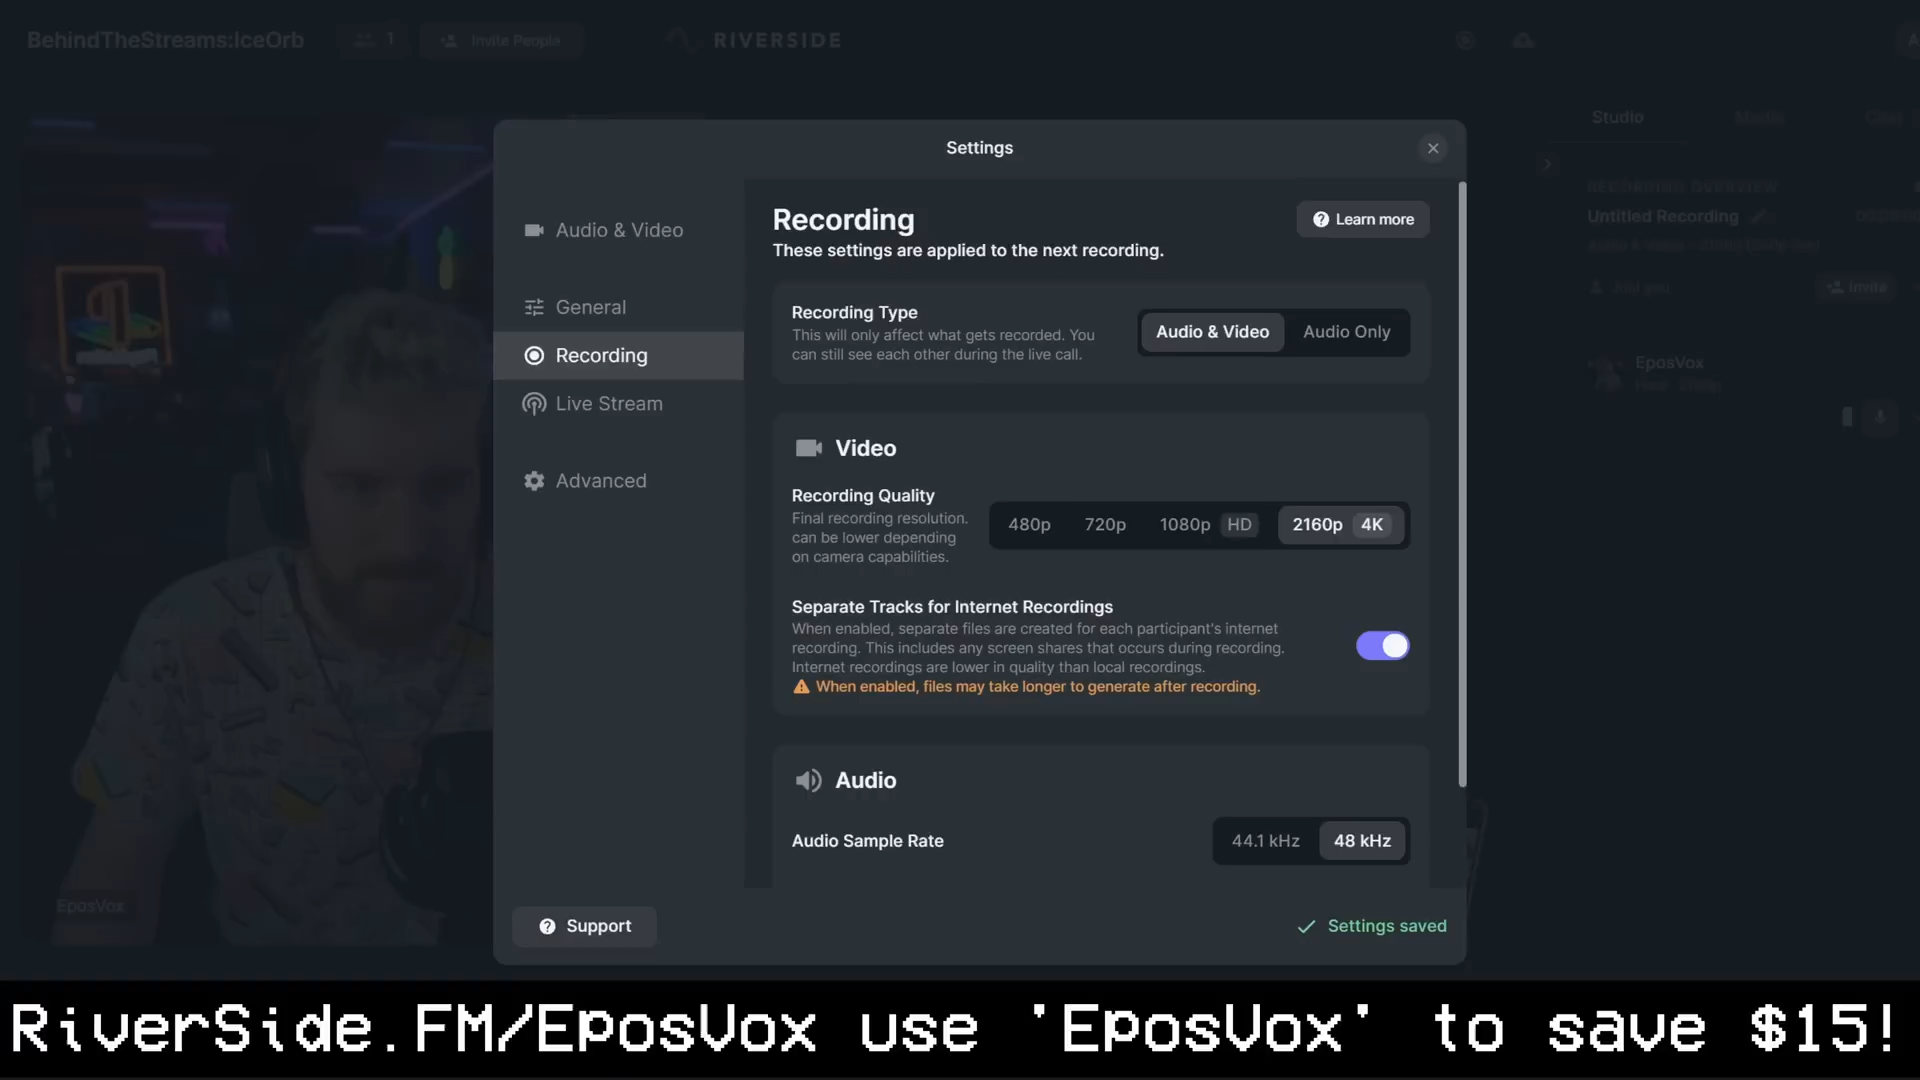 BehindTheStreams:IceOrb
1
Invite People
RIVERSIDE
Studio
Media
Chat
RECORDING OVERVIEW
Untitled Recording
Invite
EposVox
EposVox
Settings
Audio & Video
General
Recording
Live Stream
Advanced
Recording
Learn more
These settings are applied to the next recording.
Recording Type
This will only affect what gets recorded. You
can still see each other during the live call.
Audio & Video
Audio Only
Video
Recording Quality
Final recording resolution.
can be lower depending
on camera capabilities.
480p
720p
1080p HD
2160p 4K
Separate Tracks for Internet Recordings
When enabled, separate files are created for each participant's internet
recording. This includes any screen shares that occurs during recording.
Internet recordings are lower in quality than local recordings.
When enabled, files may take longer to generate after recording.
Audio
Audio Sample Rate
44.1 kHz
48 kHz
Support
Settings saved
RiverSide.FM/EposVox use 'EposVox' to save $15!